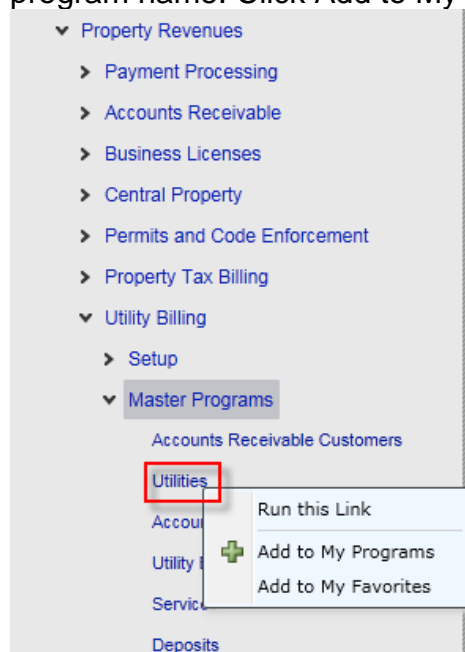 program name. Click Add to My
Property Revenues
Payment Processing
Accounts Receivable
Business Licenses
Central Property
Permits and Code Enforcement
Property Tax Billing
Utility Billing
Setup
Master Programs
Accounts Receivable Customers
Utilities
Run this Link
Add to My Programs
Utility
Add to My Favorites
Deposits